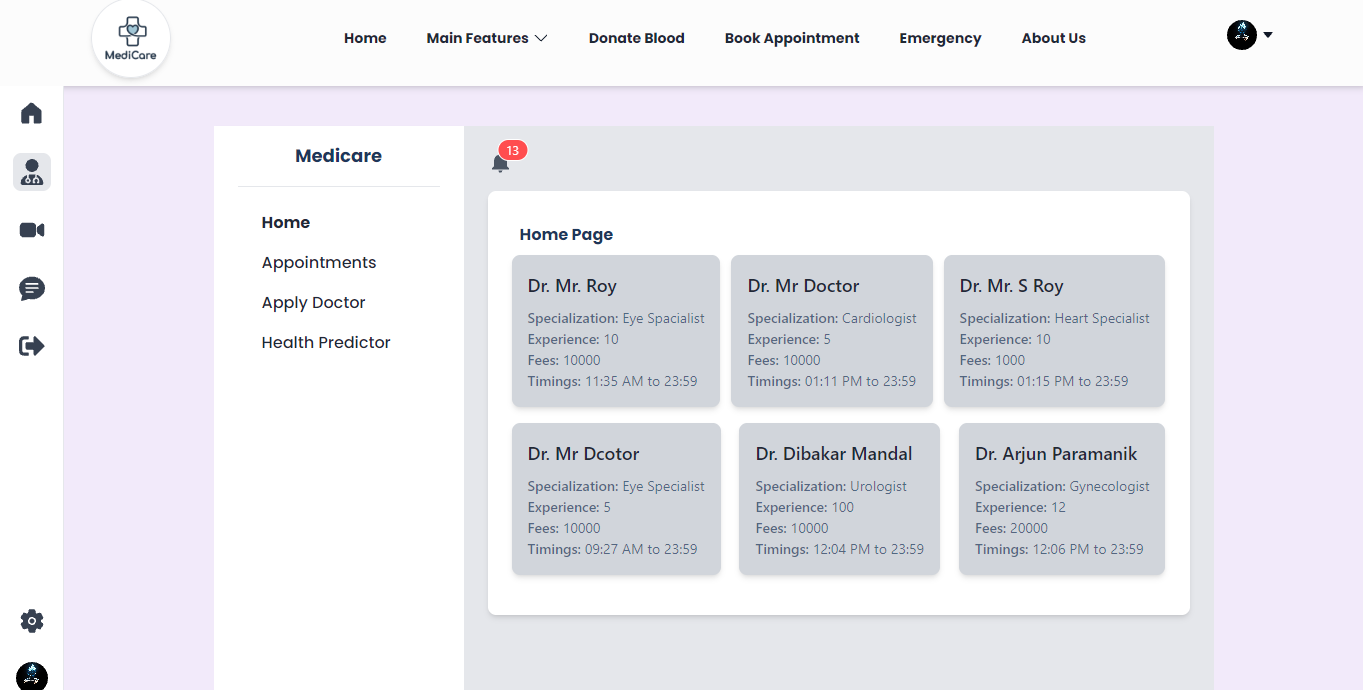 MediCare
Home
Main Features
Donate Blood
Book Appointment
Emergency
About Us
Medicare
Home
Appointments
Apply Doctor
Health Predictor
13
Home Page
Dr. Mr. Roy
Specialization: Eye Spacialist
Experience: 10
Fees: 10000
Timings: 11:35 AM to 23:59
Dr. Mr Doctor
Specialization: Cardiologist
Experience: 5
Fees: 10000
Timings: 01:11 PM to 23:59
Dr. Mr. S Roy
Specialization: Heart Specialist
Experience: 10
Fees: 1000
Timings: 01:15 PM to 23:59
Dr. Mr Dcotor
Specialization: Eye Specialist
Experience: 5
Fees: 10000
Timings: 09:27 AM to 23:59
Dr. Dibakar Mandal
Specialization: Urologist
Experience: 100
Fees: 10000
Timings: 12:04 PM to 23:59
Dr. Arjun Paramanik
Specialization: Gynecologist
Experience: 12
Fees: 20000
Timings: 12:06 PM to 23:59